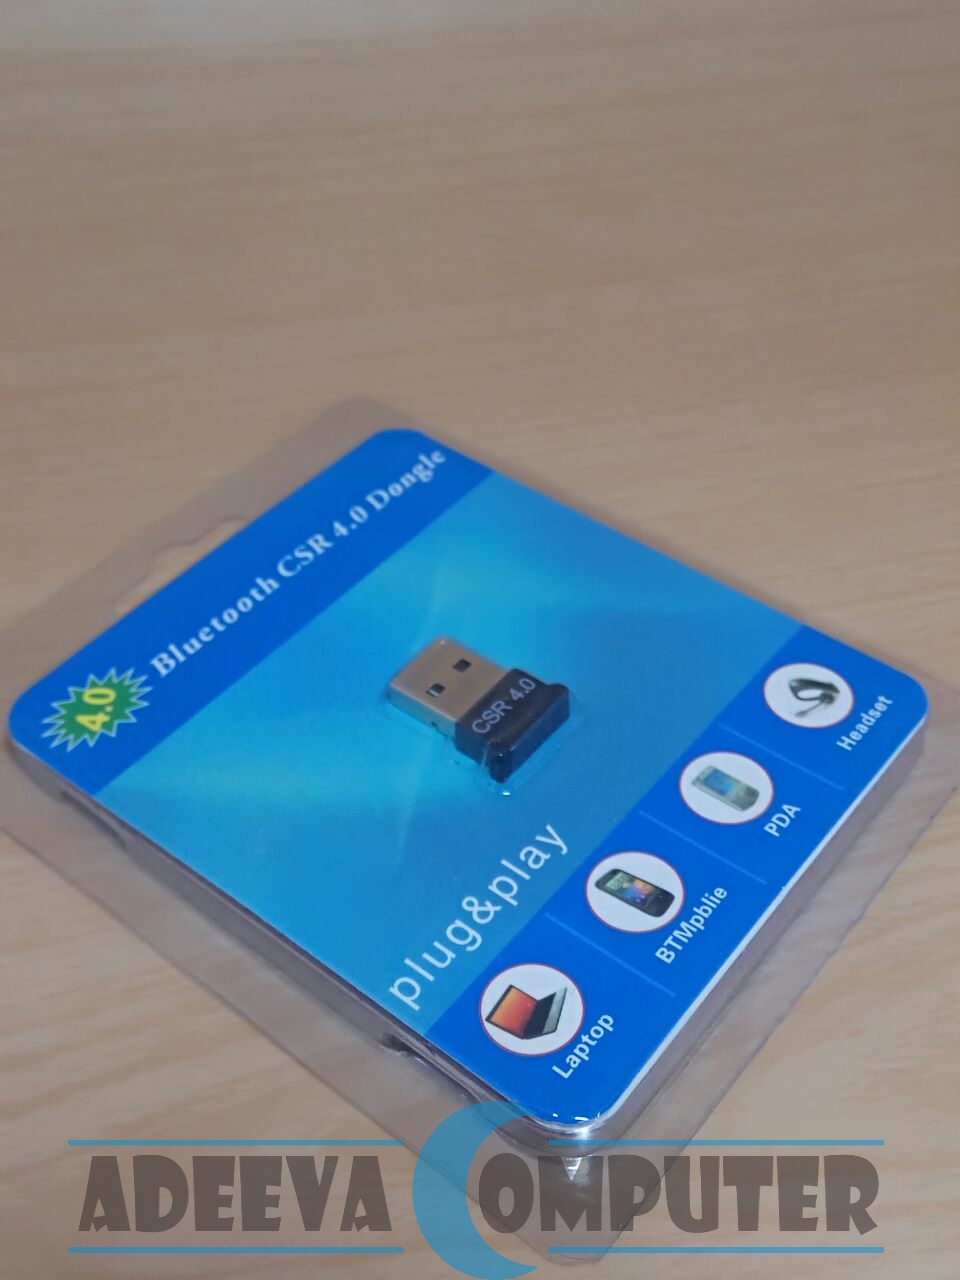 4.0
Bluetooth CSR 4.0 Dongle
CSR 4.0
plug&play
Headset
PDA
BTMpblie
Laptop
ADEEVA COMPUTER